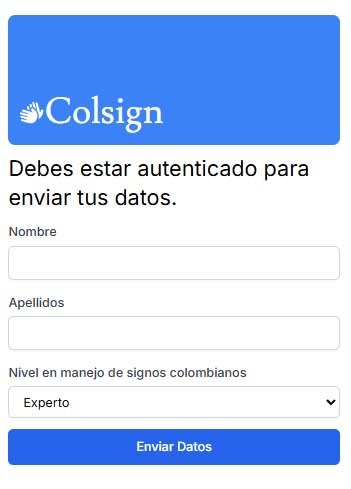 Colsign
Debes estar autenticado para
enviar tus datos.
Nombre
Apellidos
Nivel en manejo de signos colombianos
Experto
Enviar Datos